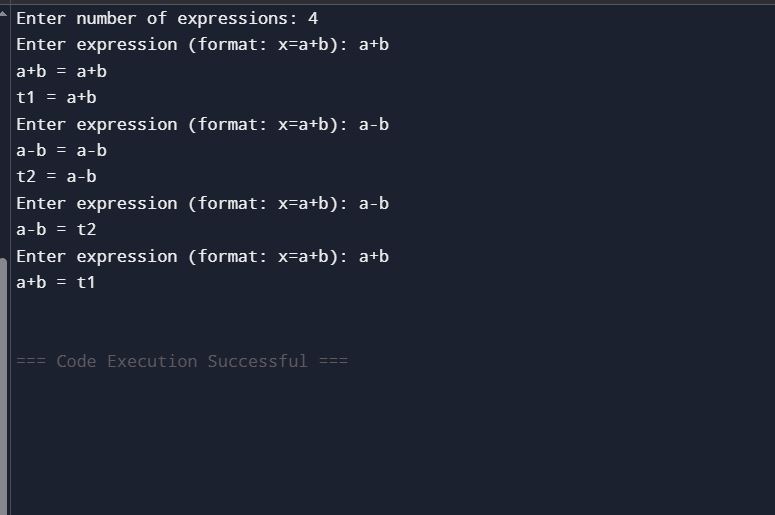 Enter number of expressions: 4
Enter expression (format: x=a+b): a+b
a+b = a+b
t1 = a+b
Enter expression (format: x=a+b): a-b
a-b = a-b
t2 = a-b
Enter expression (format: x=a+b): a-b
a-b = t2
Enter expression (format: x=a+b): a+b
a+b = t1
=== Code Execution Successful ===